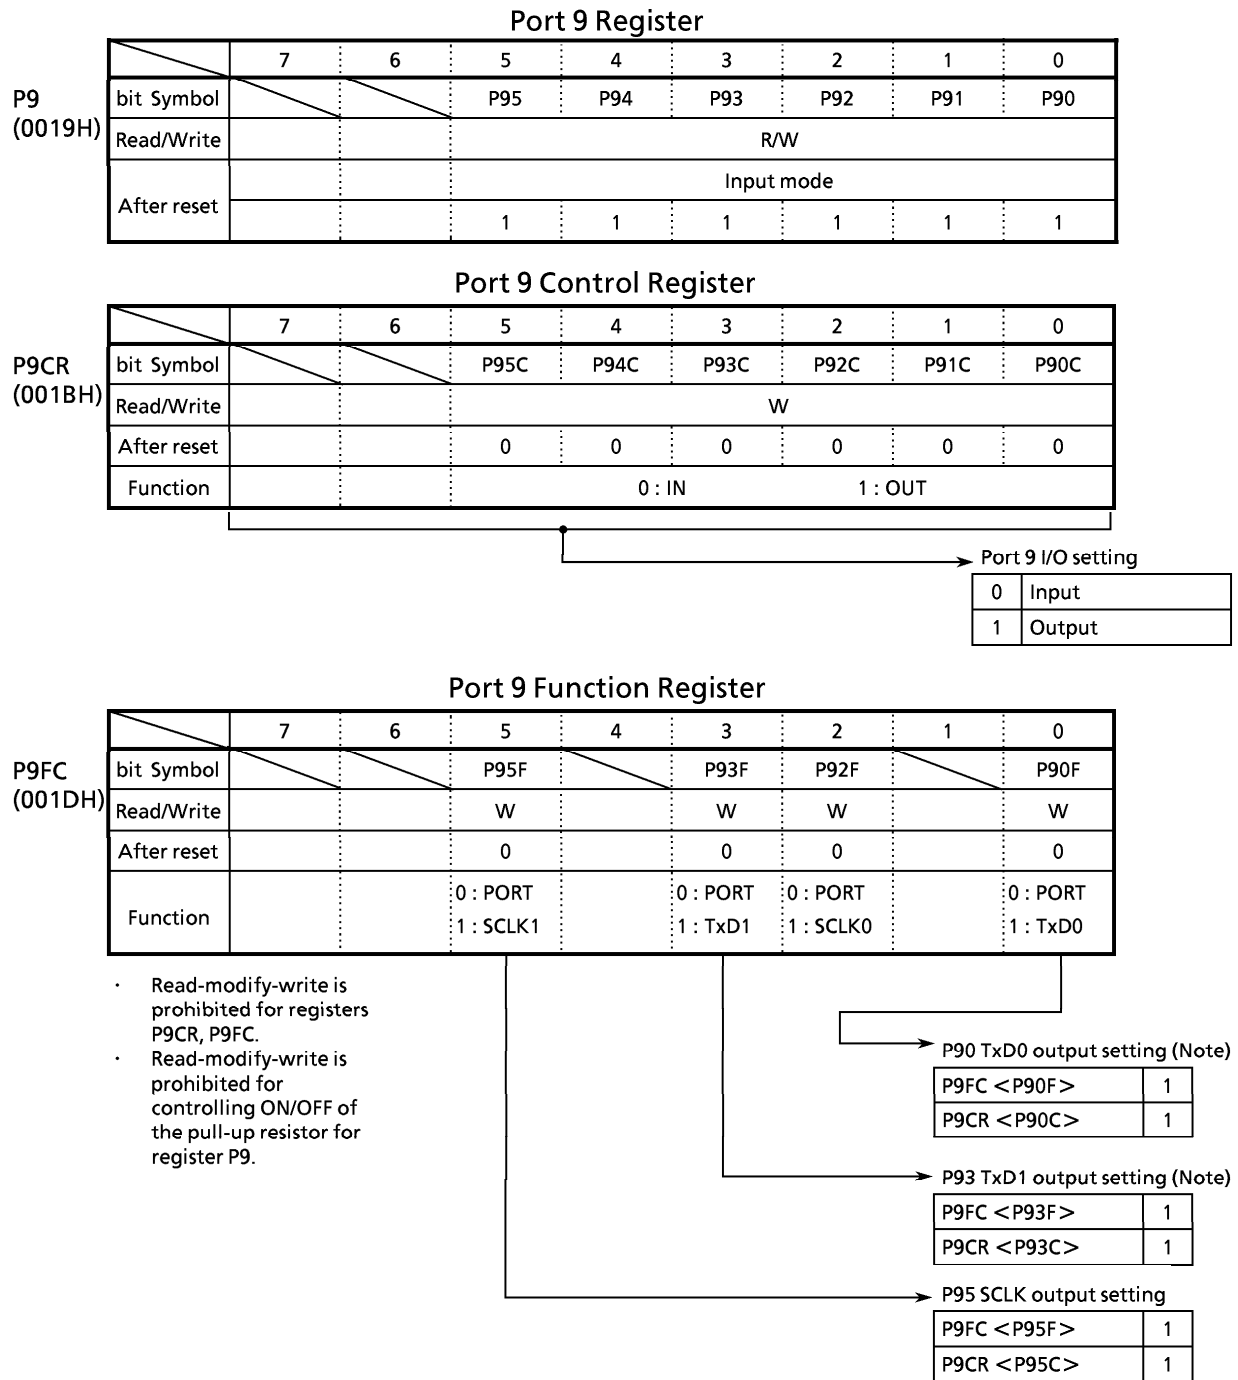 Port 9 Register
7 6 5 4 3 2 1 0
P9
(0019H)
bit Symbol P95 P94 P93 P92 P91 P90
Read/Write R/W
After reset Input mode
1 1 1 1 1 1
Port 9 Control Register
7 6 5 4 3 2 1 0
P9CR
(001BH)
bit Symbol P95C P94C P93C P92C P91C P90C
Read/Write W
After reset 0 0 0 0 0 0
Function 0 : IN 1 : OUT
Port 9 I/O setting
0 Input
1 Output
Port 9 Function Register
7 6 5 4 3 2 1 0
P9FC
(001DH)
bit Symbol P95F P93F P92F P90F
Read/Write W W W W
After reset 0 0 0 0
Function 0 : PORT 0 : PORT 0 : PORT 0 : PORT
1 : SCLK1 1 : TxD1 1 : SCLK0 1 : TxD0
· Read-modify-write is
prohibited for registers
P9CR, P9FC.
· Read-modify-write is
prohibited for
controlling ON/OFF of
the pull-up resistor for
register P9.
P90 TxD0 output setting (Note)
P9FC <P90F> 1
P9CR <P90C> 1
P93 TxD1 output setting (Note)
P9FC <P93F> 1
P9CR <P93C> 1
P95 SCLK output setting
P9FC <P95F> 1
P9CR <P95C> 1